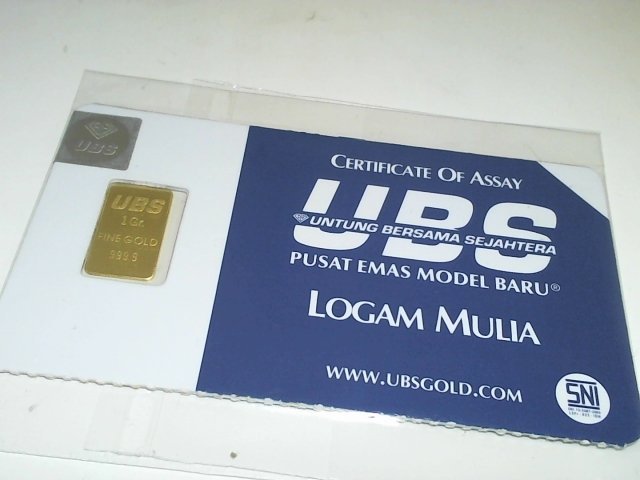 UBS
UBS
1 Gr.
FINE GOLD
999.9
CERTIFICATE OF ASSAY
UBS
UNTUNG BERSAMA SEJAHTERA
PUSAT EMAS MODEL BARU®
LOGAM MULIA
WWW.UBSGOLD.COM
SNI